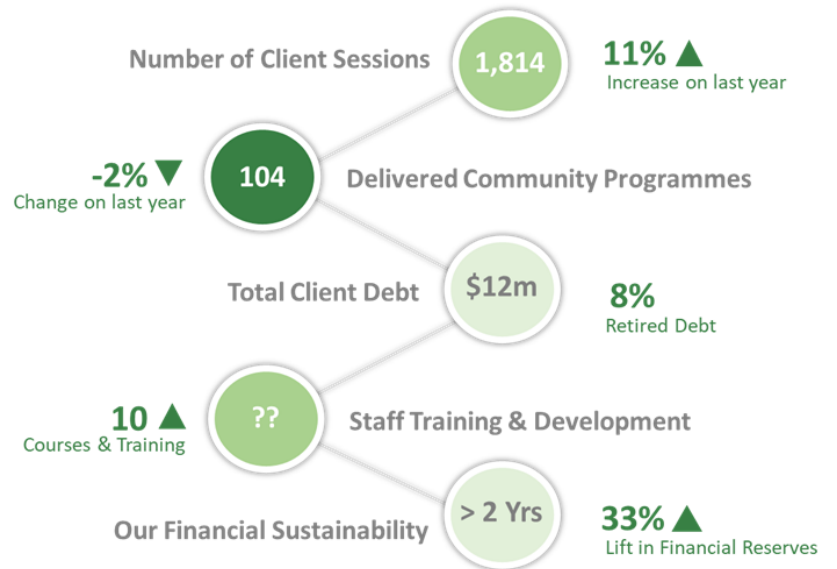 Number of Client Sessions
1,814
11% ▲
Increase on last year
-2% ▼
Change on last year
104
Delivered Community Programmes
Total Client Debt
$12m
8%
Retired Debt
10 ▲
Courses & Training
??
Staff Training & Development
Our Financial Sustainability
> 2 Yrs
33% ▲
Lift in Financial Reserves